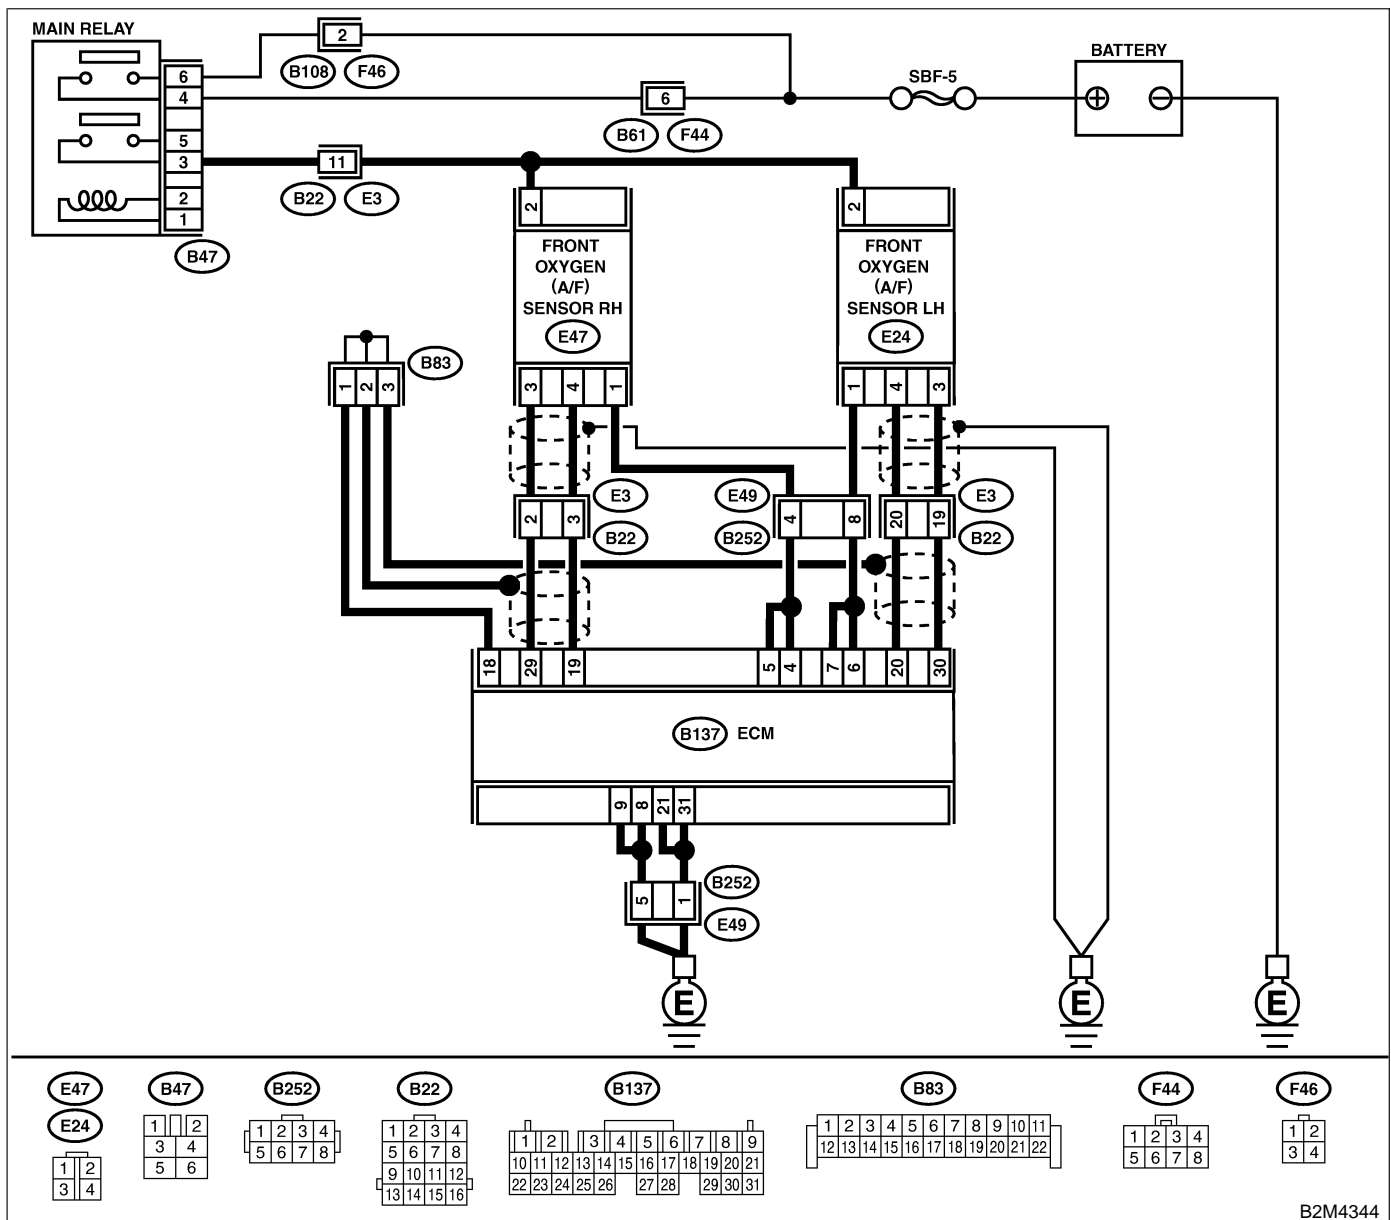 MAIN RELAY
2
BATTERY
6
B108 F46
SBF-5
4
6
+ −
B61 F44
5
3
11
2
B22 E3
2
2
1
B47
FRONT
OXYGEN
(A/F)
SENSOR RH
E47
FRONT
OXYGEN
(A/F)
SENSOR LH
E24
B83
1 2 3
3 4 1
1 4 3
E3
E49
E3
2 3
4 8
20 19
B22
B252
B22
18 29 19 5 4 7 6 20 30
B137 ECM
9 8 21 31
B252
5 1
E49
E E E
E47 B47 B252 B22 B137 B83 F44 F46
E24
1 2
3 4
1 2
3 4
5 6
1 2 3 4
5 6 7 8
1 2 3 4
5 6 7 8
9 10 11 12
13 14 15 16
1 2 3 4 5 6 7 8 9
10 11 12 13 14 15 16 17 18 19 20 21
22 23 24 25 26 27 28 29 30 31
1 2 3 4 5 6 7 8 9 10 11
12 13 14 15 16 17 18 19 20 21 22
1 2 3 4
5 6 7 8
1 2
3 4
B2M4344